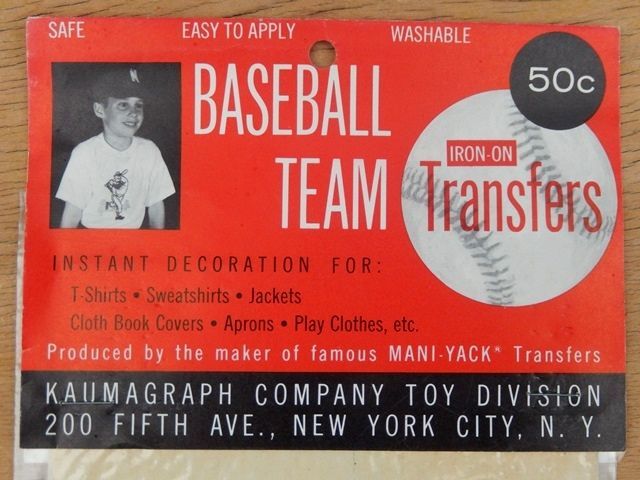 SAFE EASY TO APPLY WASHABLE
50c
BASEBALL
TEAM
IRON-ON
Transfers
INSTANT DECORATION FOR:
T-Shirts • Sweatshirts • Jackets
Cloth Book Covers • Aprons • Play Clothes, etc.
Produced by the maker of famous MANI-YACK* Transfers
KAUMAGRAPH COMPANY TOY DIVISION
200 FIFTH AVE., NEW YORK CITY, N. Y.